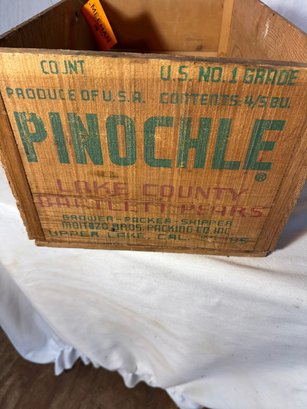 COUNT
U.S. NO. 1 GRADE
PRODUCE OF U.S.A.
CONTENTS 4/5 BU.
PINOCHLE ®
LAKE COUNTY
BARTLETT PEARS
GROWER-PACKER-SHIPPER
BROS. PACKING CO. INC
UPPER LAKE, CAL.